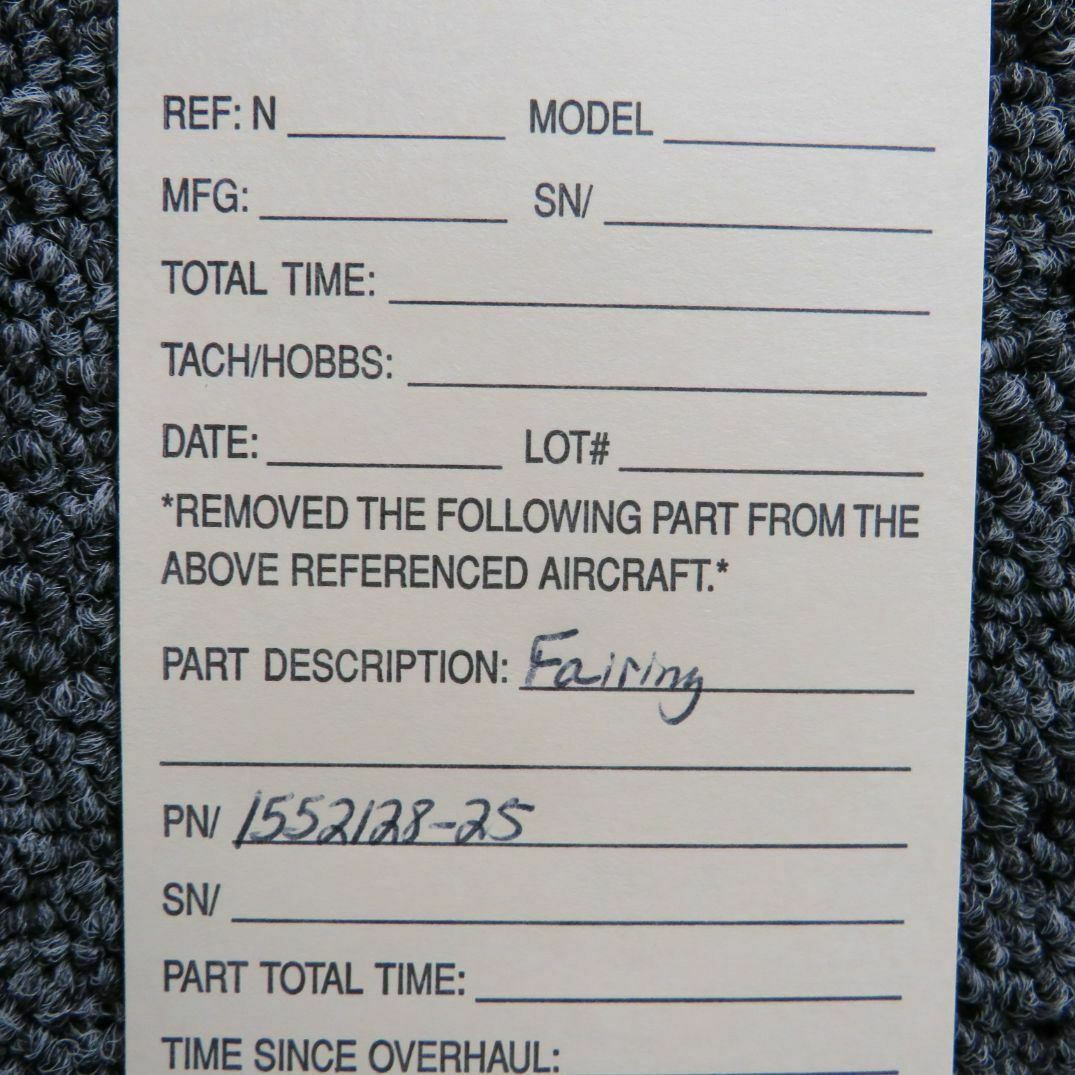 REF: N MODEL
MFG: SN/
TOTAL TIME:
TACH/HOBBS:
DATE: LOT#
*REMOVED THE FOLLOWING PART FROM THE
ABOVE REFERENCED AIRCRAFT.*
PART DESCRIPTION: Fairing
PN/ 1552128-25
SN/
PART TOTAL TIME:
TIME SINCE OVERHAUL: